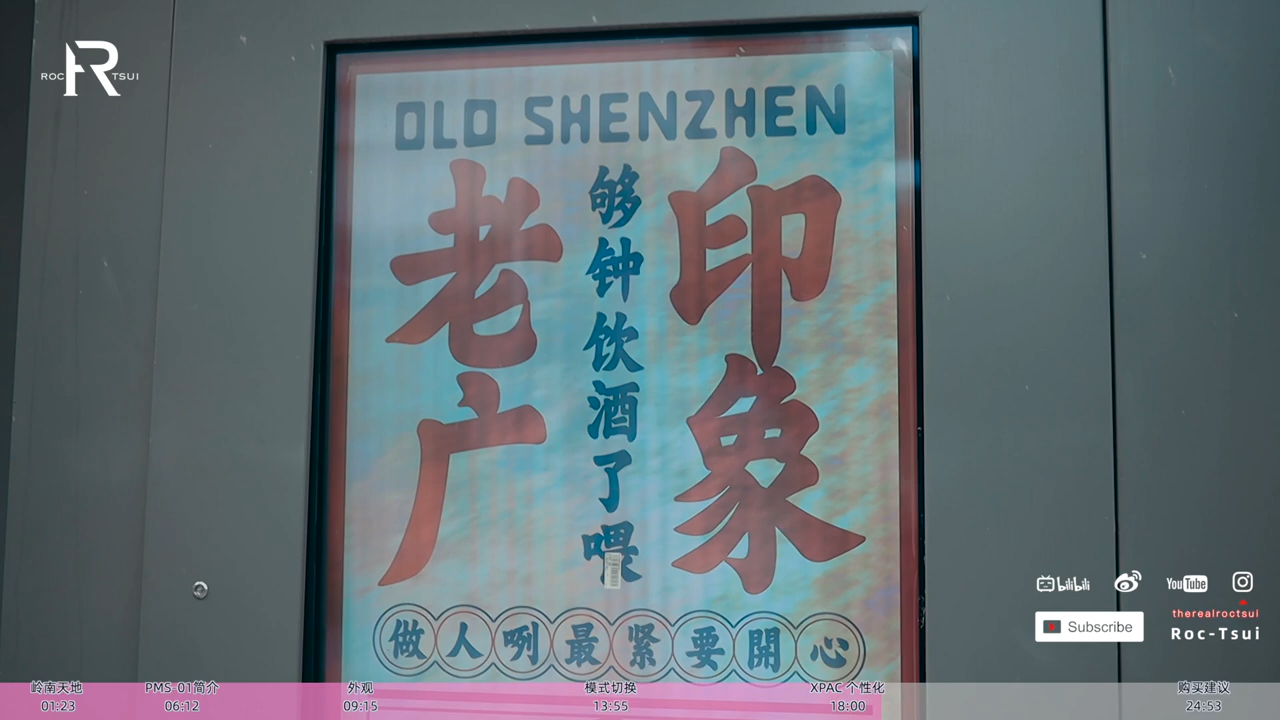 ROC R TSUI
OLD SHENZHEN
老广
够钟饮酒了喂
印象
做人咧最紧要開心
bilibili
YouTube
therealroctsui
Subscribe
Roc-Tsui
岭南天地
01:23
PMS-01简介
06:12
外观
09:15
模式切换
13:55
XPAC 个性化
18:00
购买建议
24:53